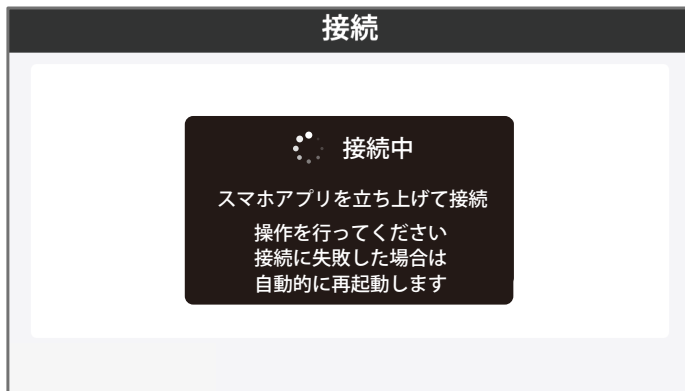 接続
接続中
スマホアプリを立ち上げて接続
操作を行ってください
接続に失敗した場合は
自動的に再起動します